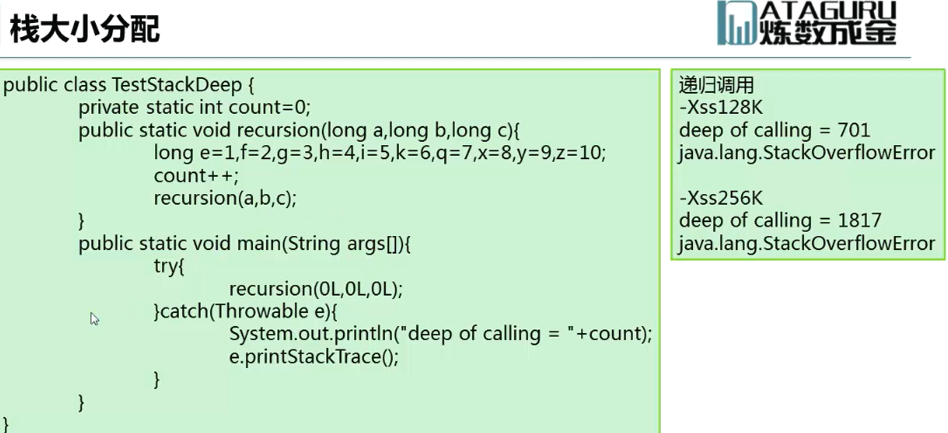 栈大小分配
ATAGURU
炼数成金
public class TestStackDeep {
private static int count=0;
public static void recursion(long a,long b,long c){
long e=1,f=2,g=3,h=4,i=5,k=6,q=7,x=8,y=9,z=10;
count++;
recursion(a,b,c);
}
public static void main(String args[]){
try{
recursion(0L,0L,0L);
}catch(Throwable e){
System.out.println("deep of calling = "+count);
e.printStackTrace();
}
}
}
递归调用
-Xss128K
deep of calling = 701
java.lang.StackOverflowError
-Xss256K
deep of calling = 1817
java.lang.StackOverflowError